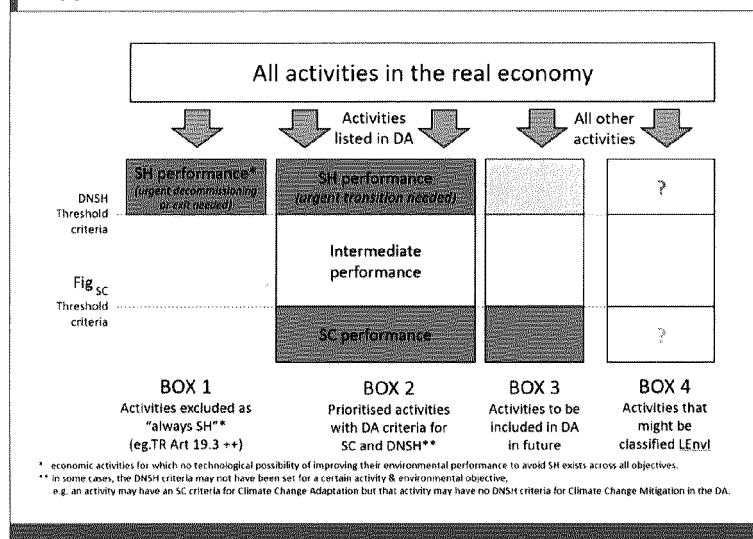 All activities in the real economy
Activities
listed in DA
All other
activities
SH performance*
(urgent decommissioning
or exit needed)
SH performance
(urgent transition needed)
?
DNSH
Threshold
criteria
Intermediate
performance
Fig SC
Threshold
criteria
SC performance
?
BOX 1
Activities excluded as
"always SH"*
(eg.TR Art 19.3 ++)
BOX 2
Prioritised activities
with DA criteria for
SC and DNSH**
BOX 3
Activities to be
included in DA
in future
BOX 4
Activities that
might be
classified LEnvI
* economic activities for which no technological possibility of improving their environmental performance to avoid SH exists across all objectives.
** In some cases, the DNSH criteria may not have been set for a certain activity & environmental objective,
e.g. an activity may have an SC criteria for Climate Change Adaptation but that activity may have no DNSH criteria for Climate Change Mitigation in the DA.